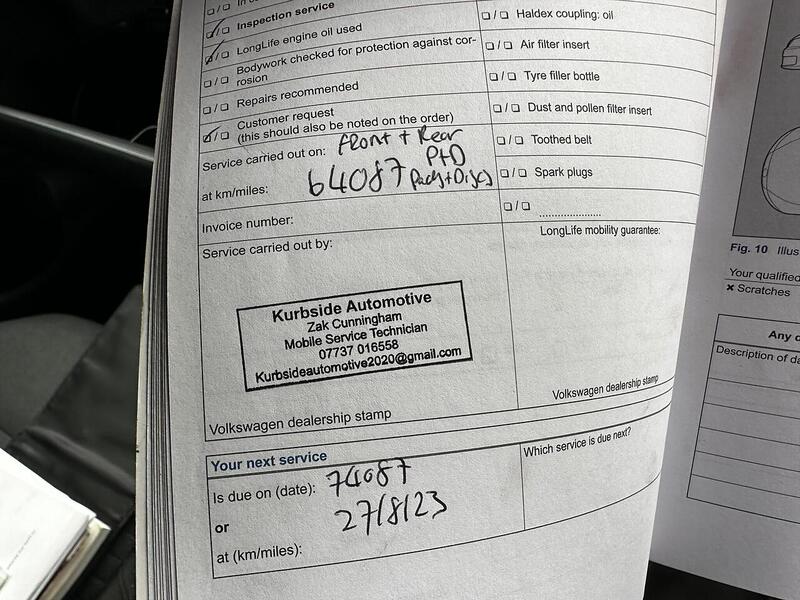 Inspection service
LongLife engine oil used
Bodywork checked for protection against cor-
rosion
Repairs recommended
Customer request
(this should also be noted on the order)
Service carried out on: Front + Rear
P+D
at km/miles: 64087 Pads+Discs
Invoice number:
Service carried out by:
Kurbside Automotive
Zak Cunningham
Mobile Service Technician
07737 016558
Kurbsideautomotive2020@gmail.com
Volkswagen dealership stamp
Haldex coupling: oil
Air filter insert
Tyre filler bottle
Dust and pollen filter insert
Toothed belt
Spark plugs
LongLife mobility guarantee:
Volkswagen dealership stamp
Your next service
Is due on (date): 74087
or 27/8/23
at (km/miles):
Which service is due next?
Fig. 10
Your qualified
× Scratches
Any
Description of